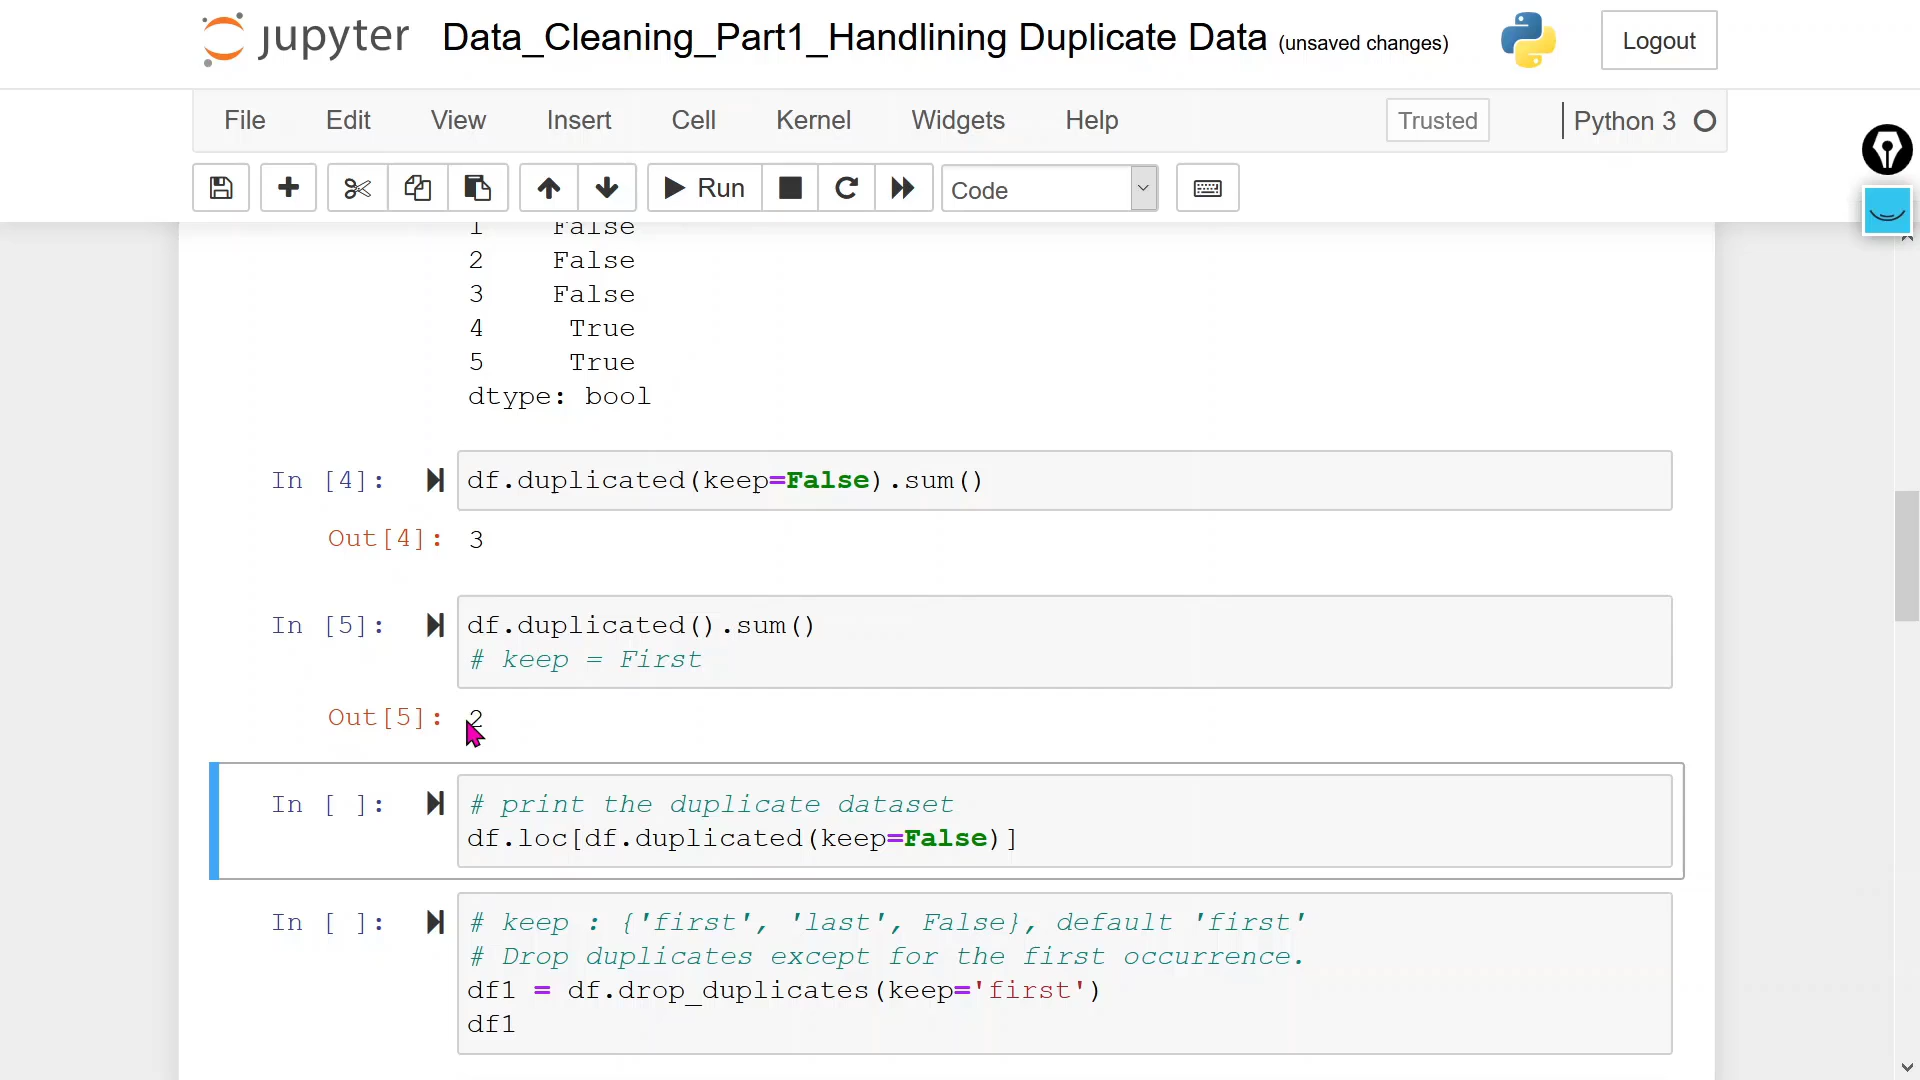 jupyter Data_Cleaning_Part1_Handlining Duplicate Data (unsaved changes) Logout
File Edit View Insert Cell Kernel Widgets Help Trusted Python 3
Run Code
1 False
2 False
3 False
4 True
5 True
dtype: bool
In [4]: df.duplicated(keep=False).sum()
Out[4]: 3
In [5]: df.duplicated().sum()
# keep = First
Out[5]: 2
In [ ]: # print the duplicate dataset
df.loc[df.duplicated(keep=False)]
In [ ]: # keep : {'first', 'last', False}, default 'first'
# Drop duplicates except for the first occurrence.
df1 = df.drop_duplicates(keep='first')
df1